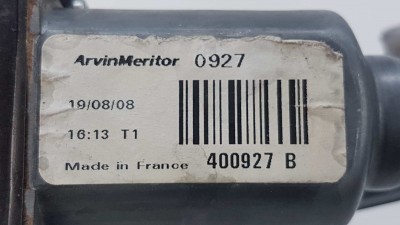 ArvinMeritor 0927
19/08/08
16:13 T1
Made in France 400927 B